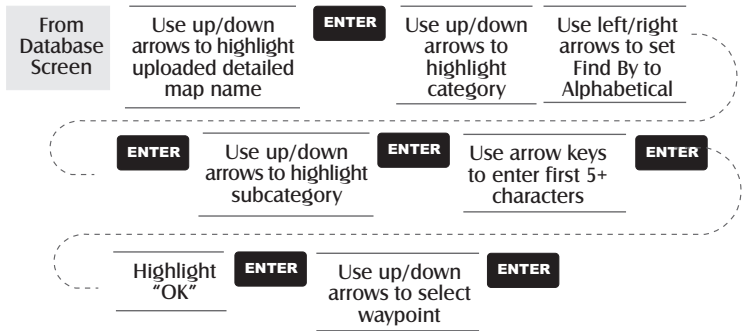 From
Database
Screen
Use up/down
arrows to highlight
uploaded detailed
map name
ENTER
Use up/down
arrows to
highlight
category
Use left/right
arrows to set
Find By to
Alphabetical
ENTER
Use up/down
arrows to highlight
subcategory
ENTER
Use arrow keys
to enter first 5+
characters
ENTER
Highlight
“OK”
ENTER
Use up/down
arrows to select
waypoint
ENTER